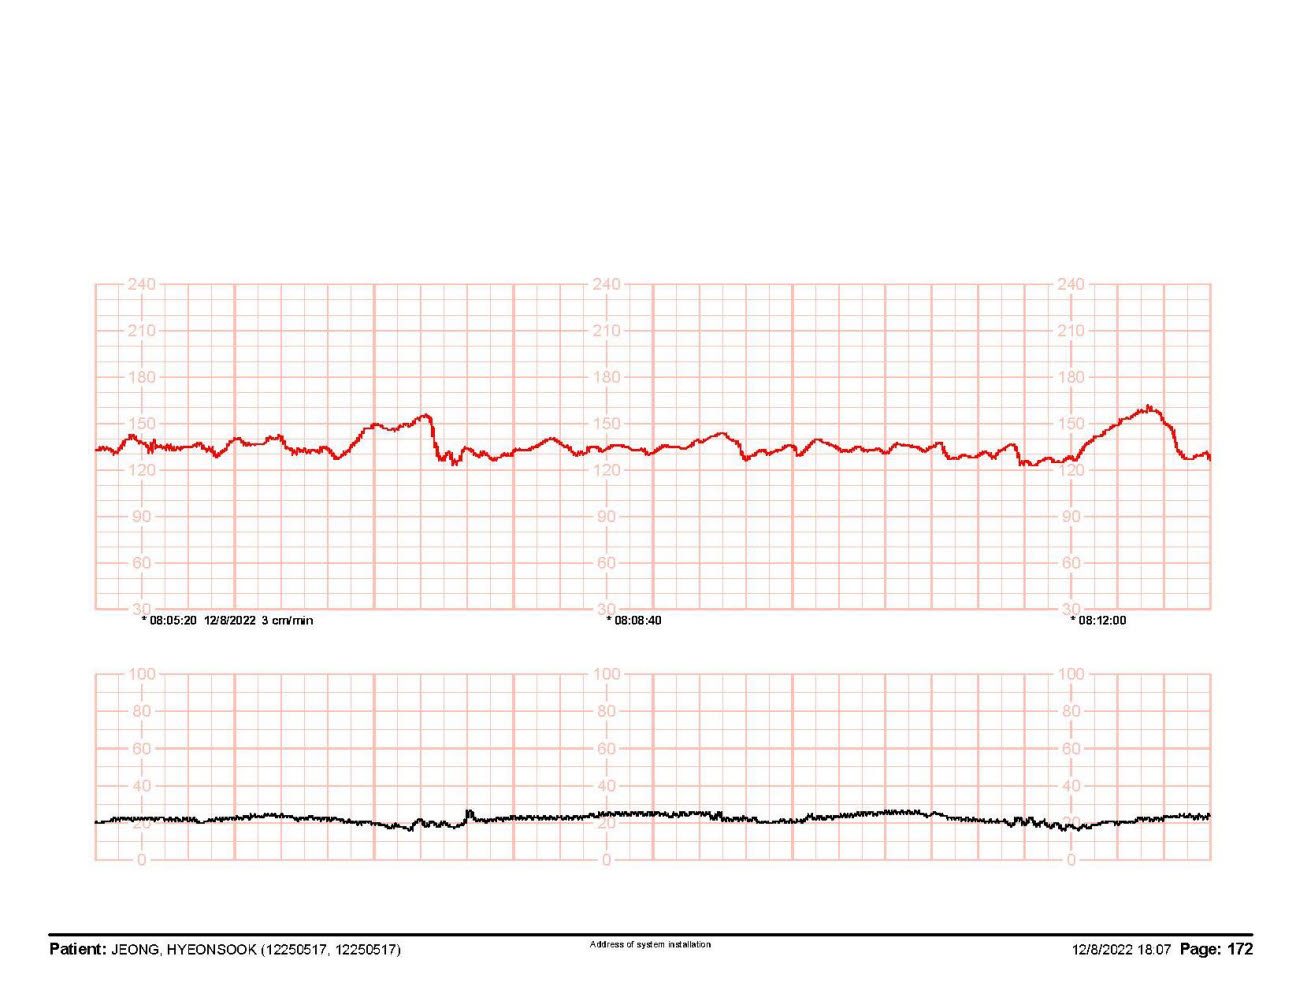 240 240 240
210 210 210
180 180 180
150 150 150
120 120 120
90 90 90
60 60 60
30 30 30
* 08:05:20 12/8/2022 3 cm/min * 08:08:40 * 08:12:00
100 100 100
80 80 80
60 60 60
40 40 40
20 20 20
0 0 0
Patient: JEONG, HYEONSOOK (12250517, 12250517) Address of system installation 12/8/2022 18:07 Page: 172